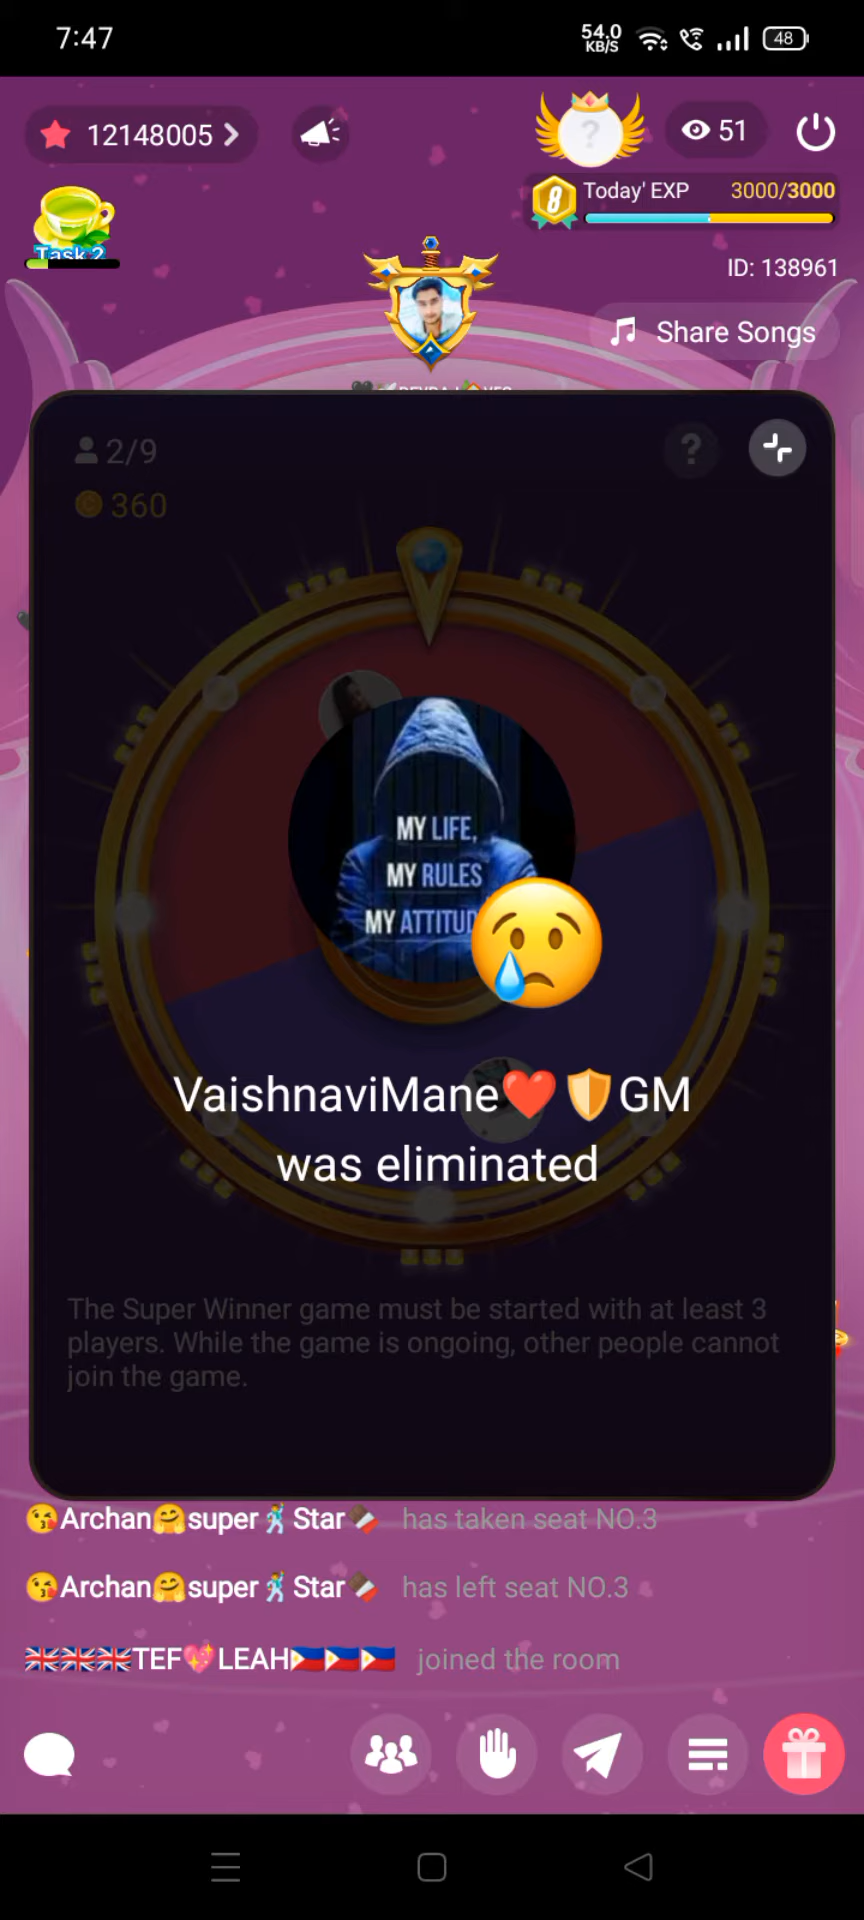 7:47
54.0
KB/S
48
12148005
51
8
Today' EXP 3000/3000
Task 2
ID: 138961
Share Songs
2/9
360
MY LIFE,
MY RULES
MY ATTITUD
VaishnaviMane❤️🛡️GM
was eliminated
The Super Winner game must be started with at least 3
players. While the game is ongoing, other people cannot
join the game.
😘Archan🤗super🕺Star🍫 has taken seat NO.3
😘Archan🤗super🕺Star🍫 has left seat NO.3
🇬🇧🇬🇧🇬🇧TEF💖LEAH🇵🇭🇵🇭🇵🇭 joined the room